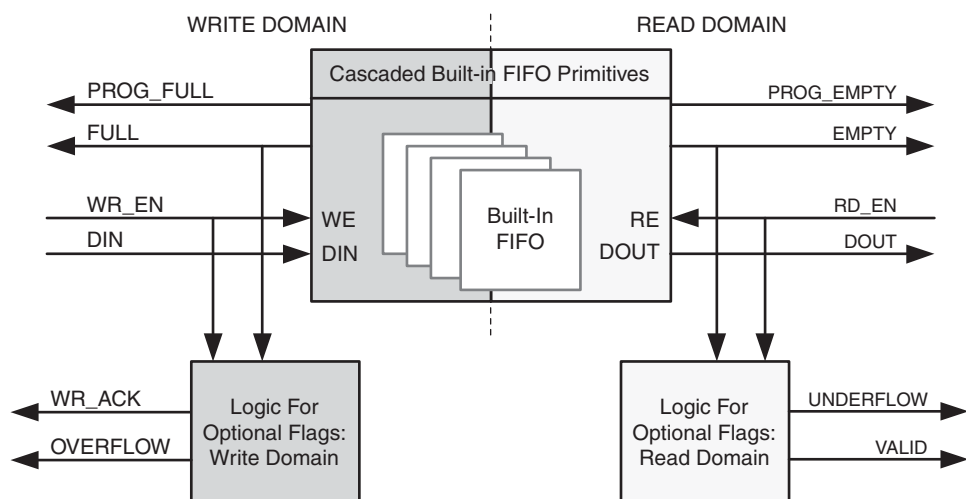 WRITE DOMAIN
READ DOMAIN
Cascaded Built-in FIFO Primitives
PROG_FULL
PROG_EMPTY
FULL
EMPTY
WR_EN
WE
Built-In
FIFO
RE
RD_EN
DIN
DIN
DOUT
DOUT
WR_ACK
OVERFLOW
Logic For
Optional Flags:
Write Domain
Logic For
Optional Flags:
Read Domain
UNDERFLOW
VALID